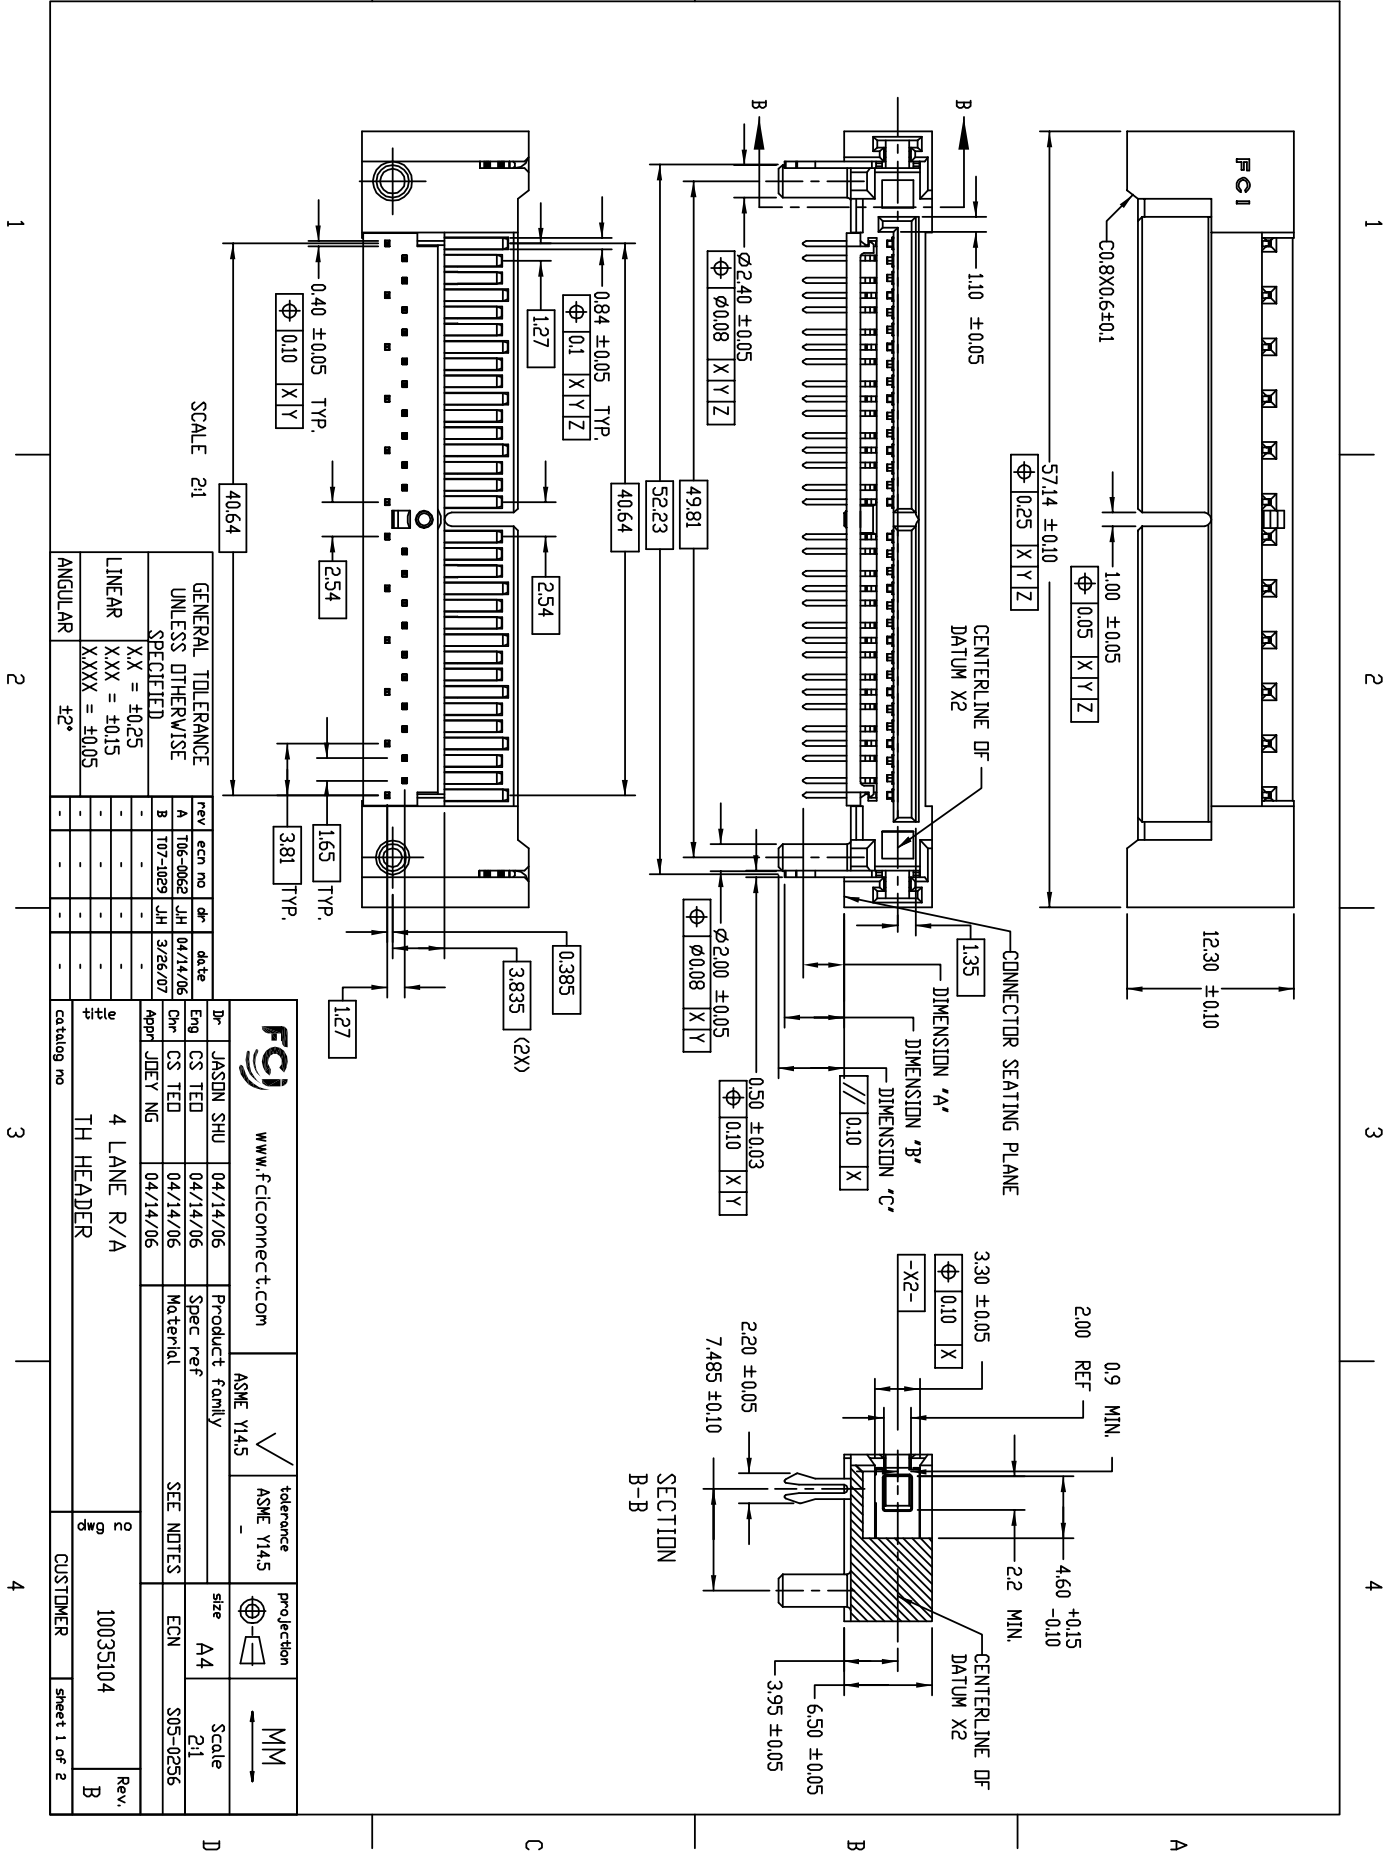 1
2
3
4
A
B
C
D
1
2
3
4
FCI
C0.8X0.6±0.1
57.14 ±0.10
⌖ 0.25 X Y Z
1.00 ±0.05
⌖ 0.05 X Y Z
12.30 ±0.10
B
B
1.10 ±0.05
Ø2.40 ±0.05
⌖ Ø0.08 X Y Z
49.81
52.23
CENTERLINE OF
DATUM X2
CONNECTOR SEATING PLANE
1.35
DIMENSION "A"
DIMENSION "B"
DIMENSION "C"
// 0.10 X
Ø2.00 ±0.05
⌖ Ø0.08 X Y
0.50 ±0.03
⌖ 0.10 X Y
0.9 MIN.
2.00 REF
3.30 ±0.05
⌖ 0.10 X
-X2-
2.20 ±0.05
7.485 ±0.10
4.60 +0.15
-0.10
2.2 MIN.
CENTERLINE OF
DATUM X2
6.50 ±0.05
3.95 ±0.05
SECTION
B-B
40.64
0.84 ±0.05 TYP.
⌖ 0.1 X Y Z
1.27
2.54
0.40 ±0.05 TYP.
⌖ 0.10 X Y
2.54
40.64
1.65 TYP.
3.81 TYP.
0.385
3.835 (2X)
1.27
SCALE 2:1
GENERAL TOLERANCE
UNLESS OTHERWISE
SPECIFIED
LINEAR
X.X = ±0.25
X.XX = ±0.15
X.XXX = ±0.05
ANGULAR ±2°
rev ecn no dr date
A T06-0062 J.H 04/14/06
B T07-1029 J.H 3/26/07
- - - -
- - - -
- - - -
- - - -
FCI www.fciconnect.com
ASME Y14.5
tolerance
ASME Y14.5
-
projection
MM
Dr JASON SHU 04/14/06
Eng CS TEO 04/14/06
Chr CS TEO 04/14/06
Appr JOEY NG 04/14/06
Product family
Spec ref
Material SEE NOTES
size A4
Scale 2:1
ECN S05-0256
title
4 LANE R/A
TH HEADER
dwg no
10035104
Rev.
B
catalog no
CUSTOMER
sheet 1 of 2